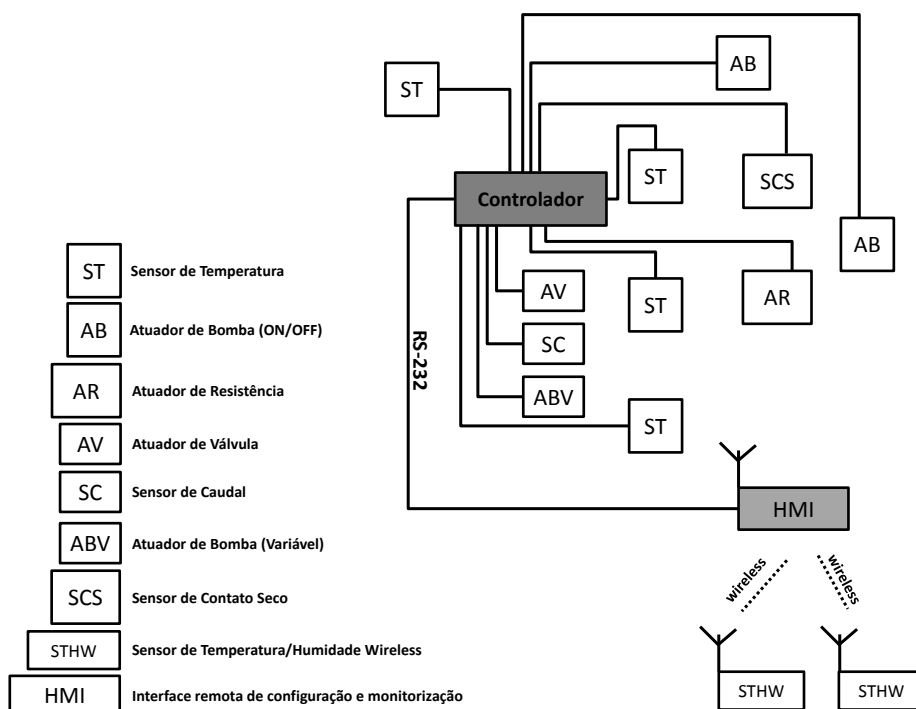 AB
ST
ST
SCS
Controlador
AB
ST Sensor de Temperatura
AV
ST
AR
AB Atuador de Bomba (ON/OFF)
SC
RS-232
AR Atuador de Resistência
ABV
ST
AV Atuador de Válvula
SC Sensor de Caudal
HMI
ABV Atuador de Bomba (Variável)
wireless
wireless
SCS Sensor de Contato Seco
STHW Sensor de Temperatura/Humidade Wireless
STHW
STHW
HMI Interface remota de configuração e monitorização